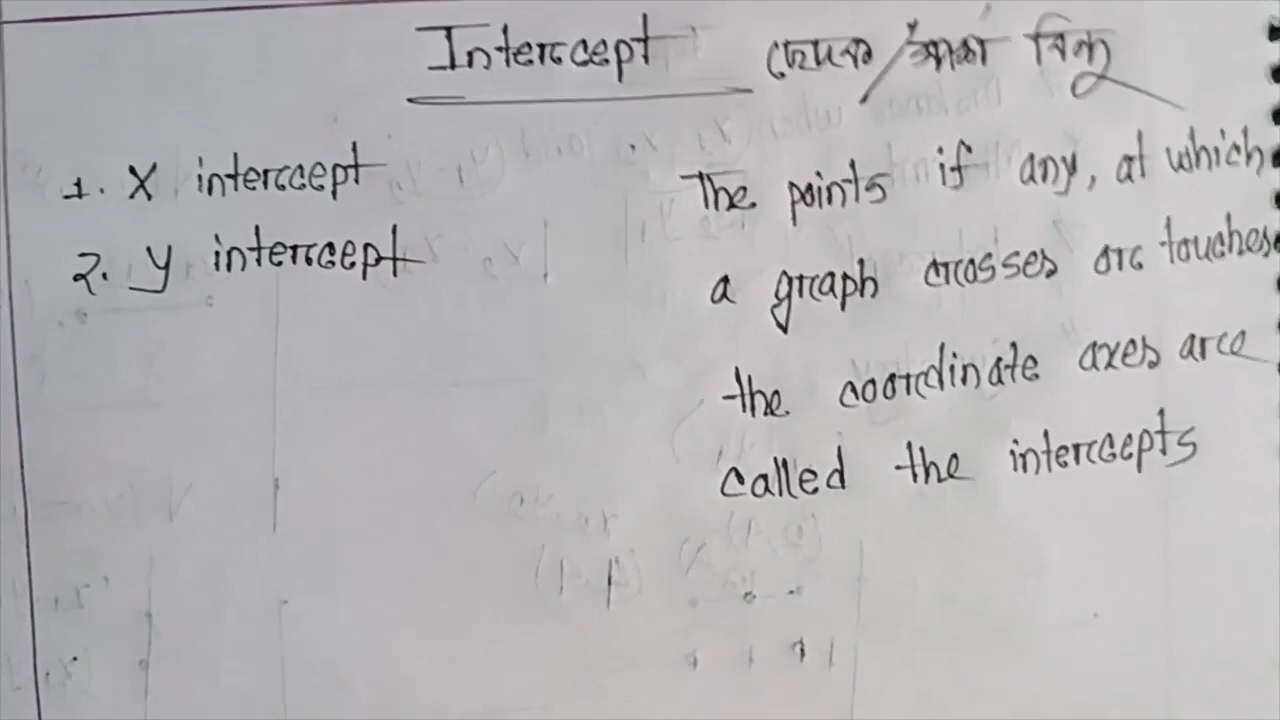 Intercept ছেদক / বিন্দু
1. X intercept
2. y intercept
The points if any, at which
a graph crosses or touches
the coordinate axes are
called the intercepts